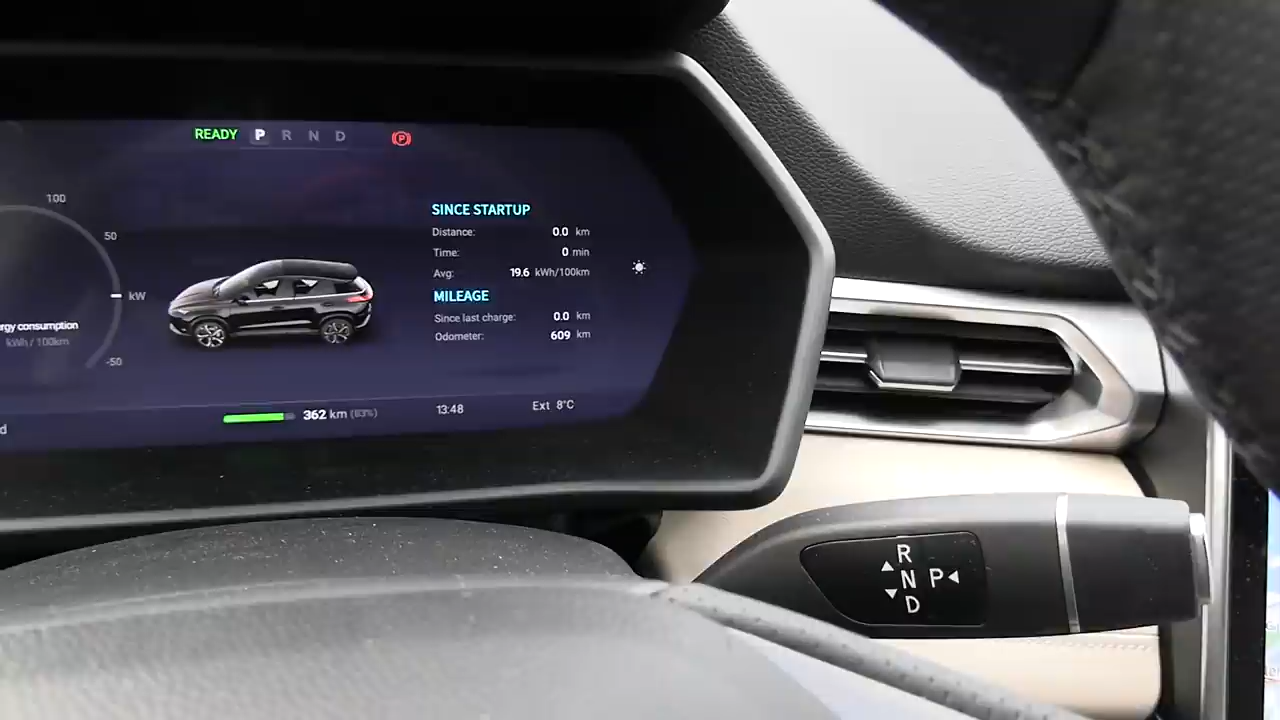 READY P R N D
100
50
kW
-50
rgy consumption
kWh / 100km
d
SINCE STARTUP
Distance: 0.0 km
Time: 0 min
Avg: 19.6 kWh/100km
MILEAGE
Since last charge: 0.0 km
Odometer: 609 km
362 km (83%)
13:48
Ext 8°C
R
N P
D